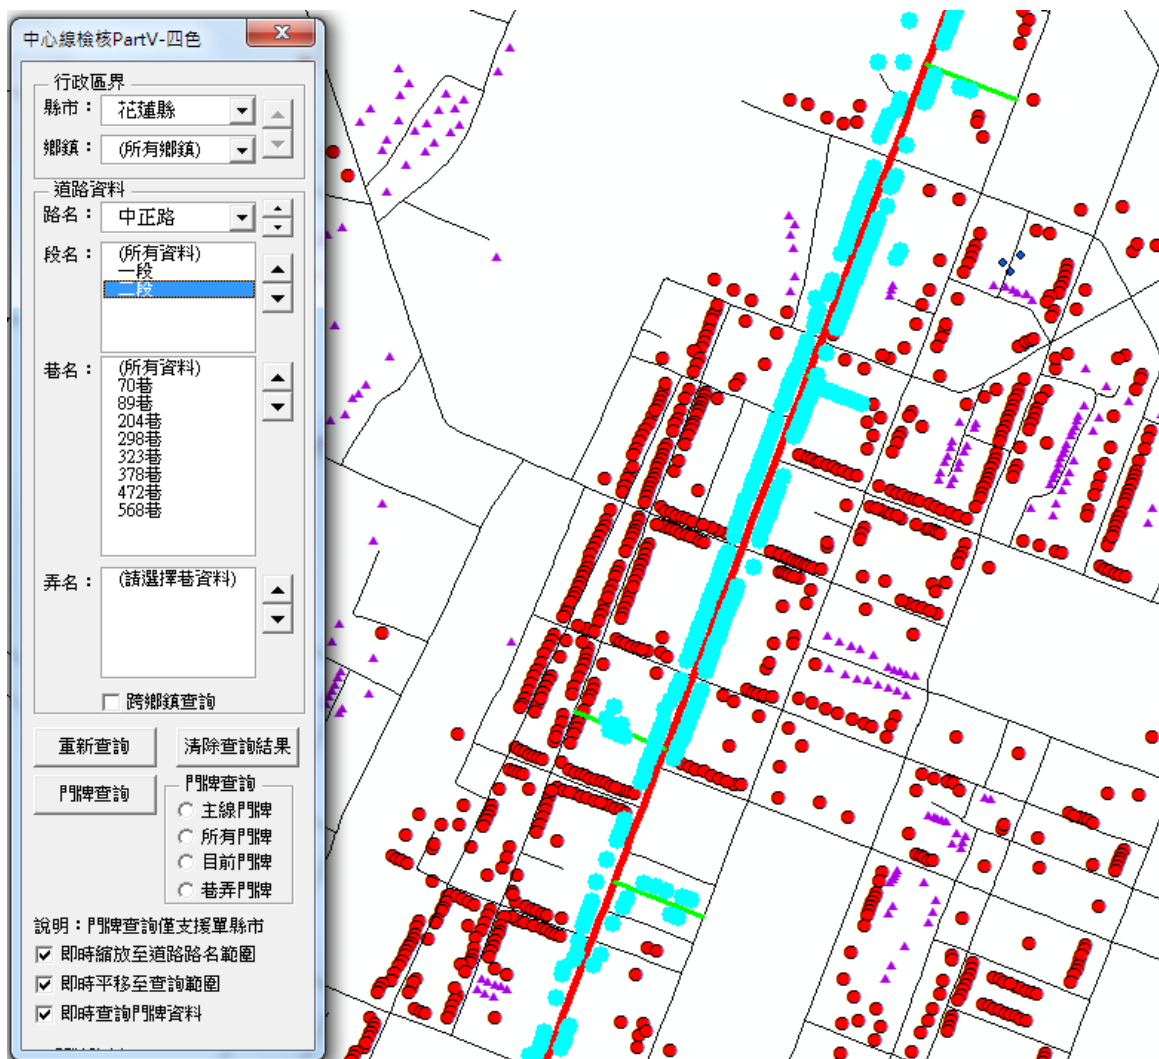 中心線檢核PartV-四色
行政區界
縣市：
花蓮縣
鄉鎮：
(所有鄉鎮)
道路資料
路名：
中正路
段名：
(所有資料)
一段
二段
巷名：
(所有資料)
70巷
89巷
204巷
298巷
323巷
378巷
472巷
568巷
弄名：
(請選擇巷資料)
跨鄉鎮查詢
重新查詢
清除查詢結果
門牌查詢
門牌查詢
主線門牌
所有門牌
目前門牌
巷弄門牌
說明：門牌查詢僅支援單縣市
即時縮放至道路路名範圍
即時平移至查詢範圍
即時查詢門牌資料